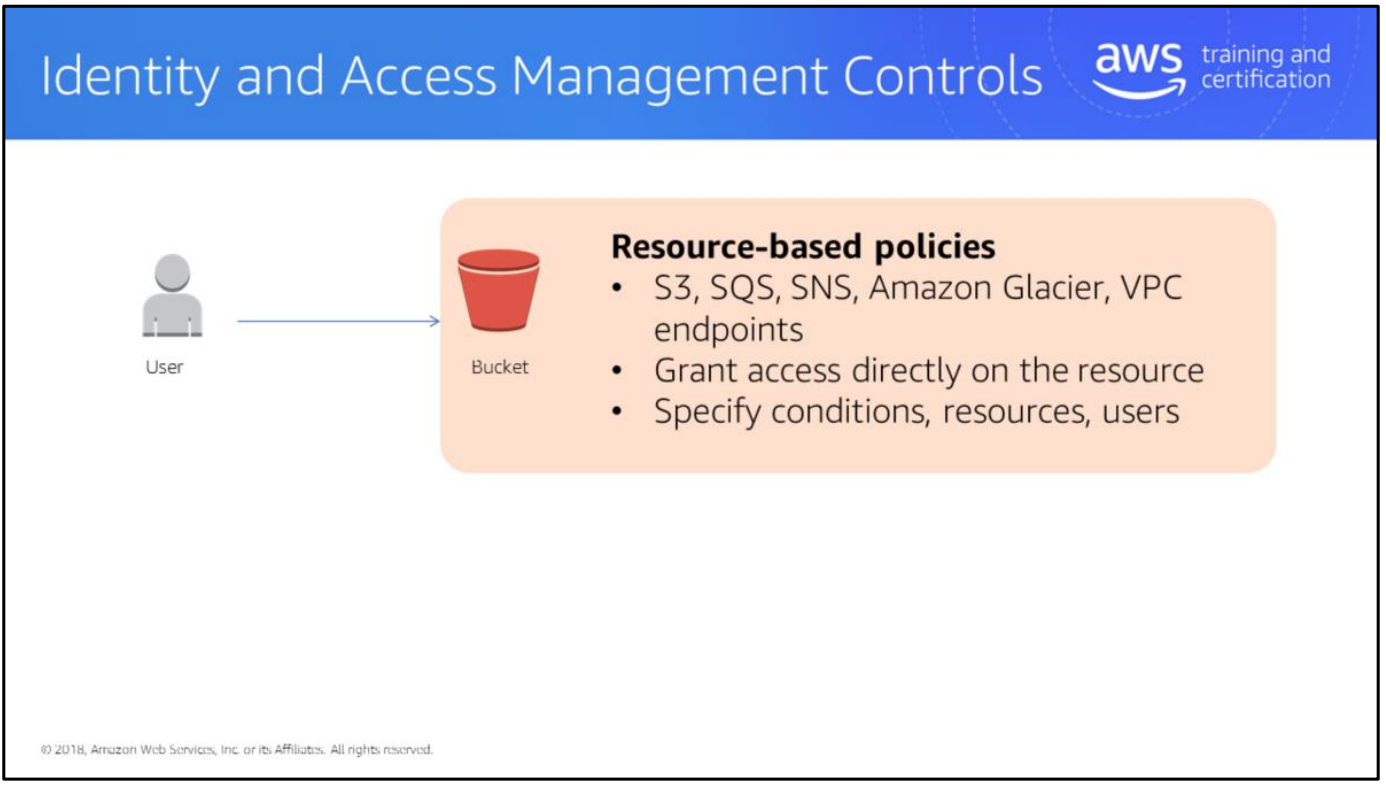 Identity and Access Management Controls
aws training and
certification
Resource-based policies
• S3, SQS, SNS, Amazon Glacier, VPC
endpoints
• Grant access directly on the resource
• Specify conditions, resources, users
User
Bucket
© 2018, Amazon Web Services, Inc. or its Affiliates. All rights reserved.